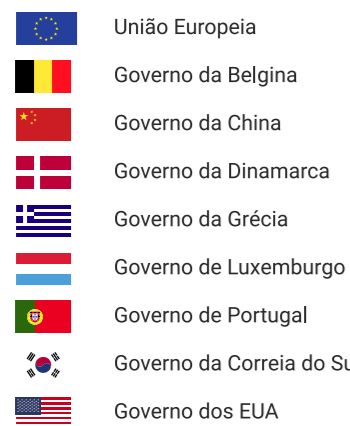 União Europeia
Governo da Belgina
Governo da China
Governo da Dinamarca
Governo da Grécia
Governo de Luxemburgo
Governo de Portugal
Governo da Correia do
Governo dos EUA